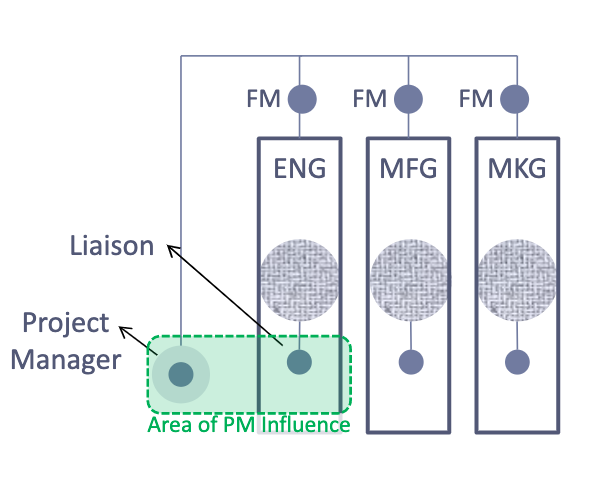 FM FM FM
ENG MFG MKG
Liaison
Project
Manager
Area of PM Influence